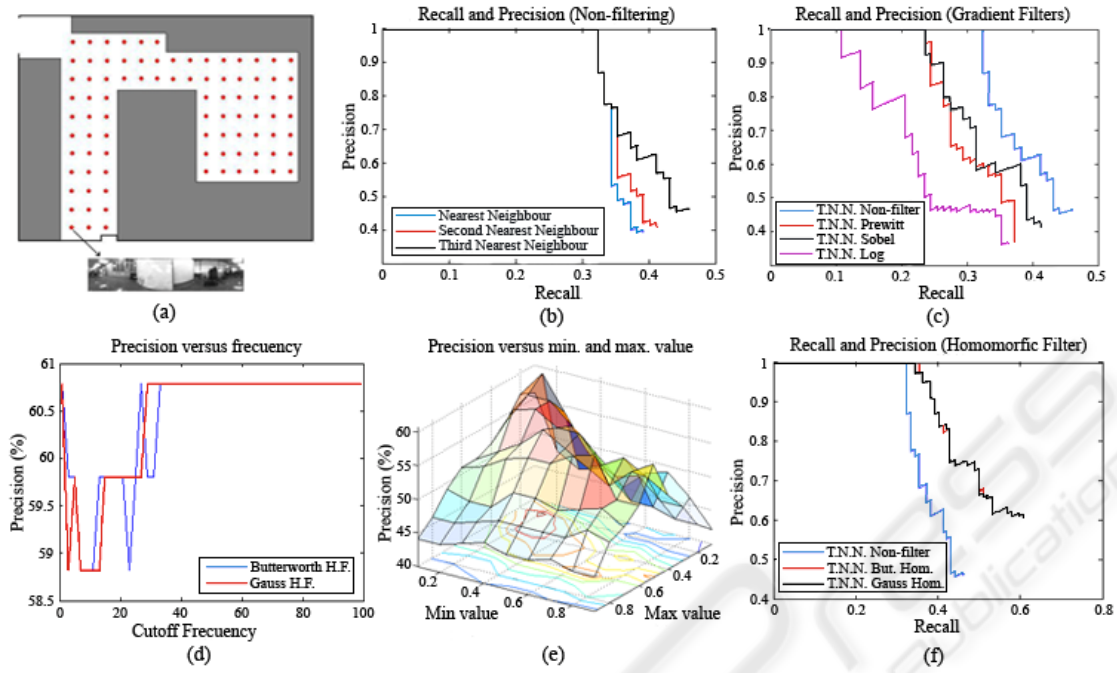 Recall and Precision (Non-filtering)
1
0.9
0.8
0.7
0.6
0.5
0.4
Precision
Nearest Neighbour
Second Nearest Neighbour
Third Nearest Neighbour
0
0.1
0.2
0.3
0.4
0.5
Recall
Recall and Precision (Gradient Filters)
1
0.9
0.8
0.7
0.6
0.5
0.4
Precision
T.N.N. Non-filter
T.N.N. Prewitt
T.N.N. Sobel
T.N.N. Log
0
0.1
0.2
0.3
0.4
0.5
Recall
(a)
(b)
(c)
Precision versus frecuency
61
60.5
60
59.5
59
58.5
Precision (%)
Butterworth H.F.
Gauss H.F.
0
20
40
60
80
100
Cutoff Frecuency
(d)
Precision versus min. and max. value
60
55
50
45
40
Precision (%)
0.2
0.4
0.6
0.8
Min value
0.2
0.4
0.6
0.8
Max value
(e)
Recall and Precision (Homomorfic Filter)
1
0.9
0.8
0.7
0.6
0.5
0.4
Precision
T.N.N. Non-filter
T.N.N. But. Hom.
T.N.N. Gauss Hom.
0
0.2
0.4
0.6
0.8
Recall
(f)